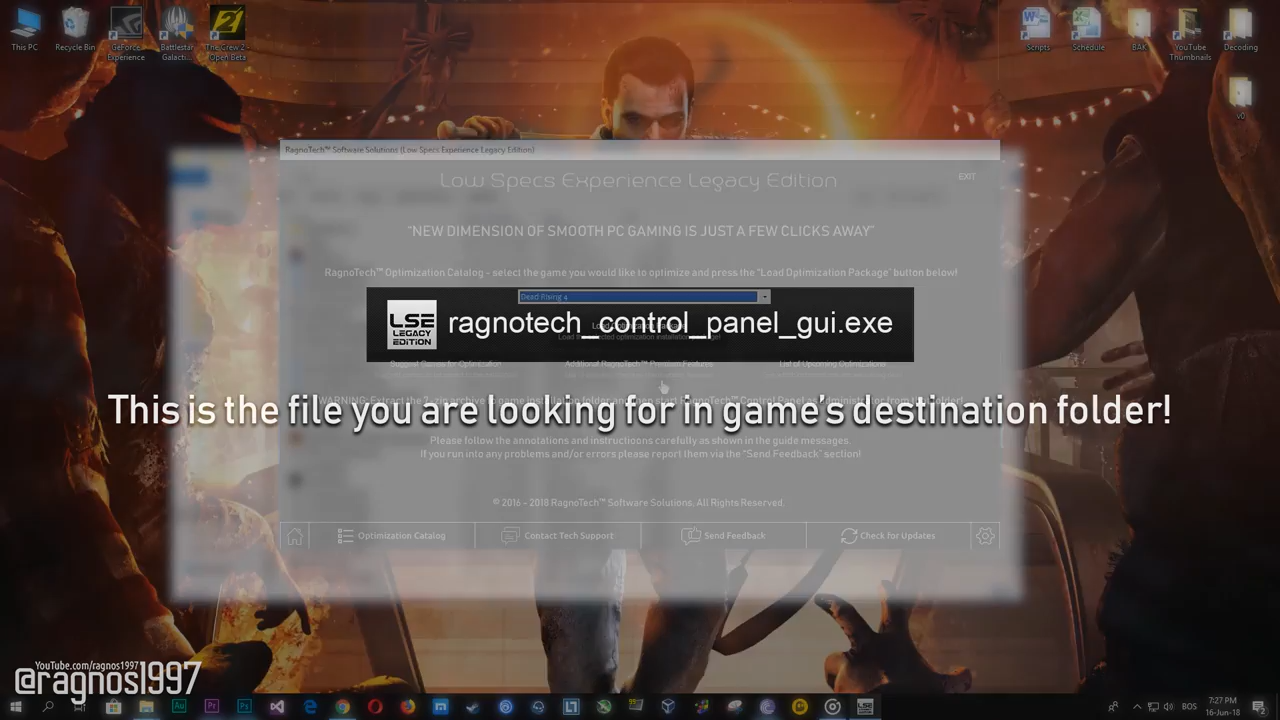 This PC
Recycle Bin
GeForce Experience
Battlestar Galacti...
The Crew 2 - Open Beta
Scripts
Schedule
BAK
YouTube Thumbnails
Decoding
v0
RagnoTech™ Software Solutions (Low Specs Experience Legacy Edition)
Low Specs Experience Legacy Edition
EXIT
"NEW DIMENSION OF SMOOTH PC GAMING IS JUST A FEW CLICKS AWAY"
RagnoTech™ Optimization Catalog - select the game you would like to optimize and press the "Load Optimization Package" button below!
Dead Rising 4
LSE
LEGACY
EDITION
ragnotech_control_panel_gui.exe
Suggest Games for Optimization
Additional RagnoTech™ Premium Features
List of Upcoming Optimizations
This is the file you are looking for in game's destination folder!
Please follow the annotations and instructions carefully as shown in the guide messages.
If you run into any problems and/or errors please report them via the "Send Feedback" section!
© 2016 - 2018 RagnoTech™ Software Solutions. All Rights Reserved.
Optimization Catalog
Contact Tech Support
Send Feedback
Check for Updates
YouTube.com/ragnos1997
@ragnos1997
BOS
7:27 PM
16-Jun-18